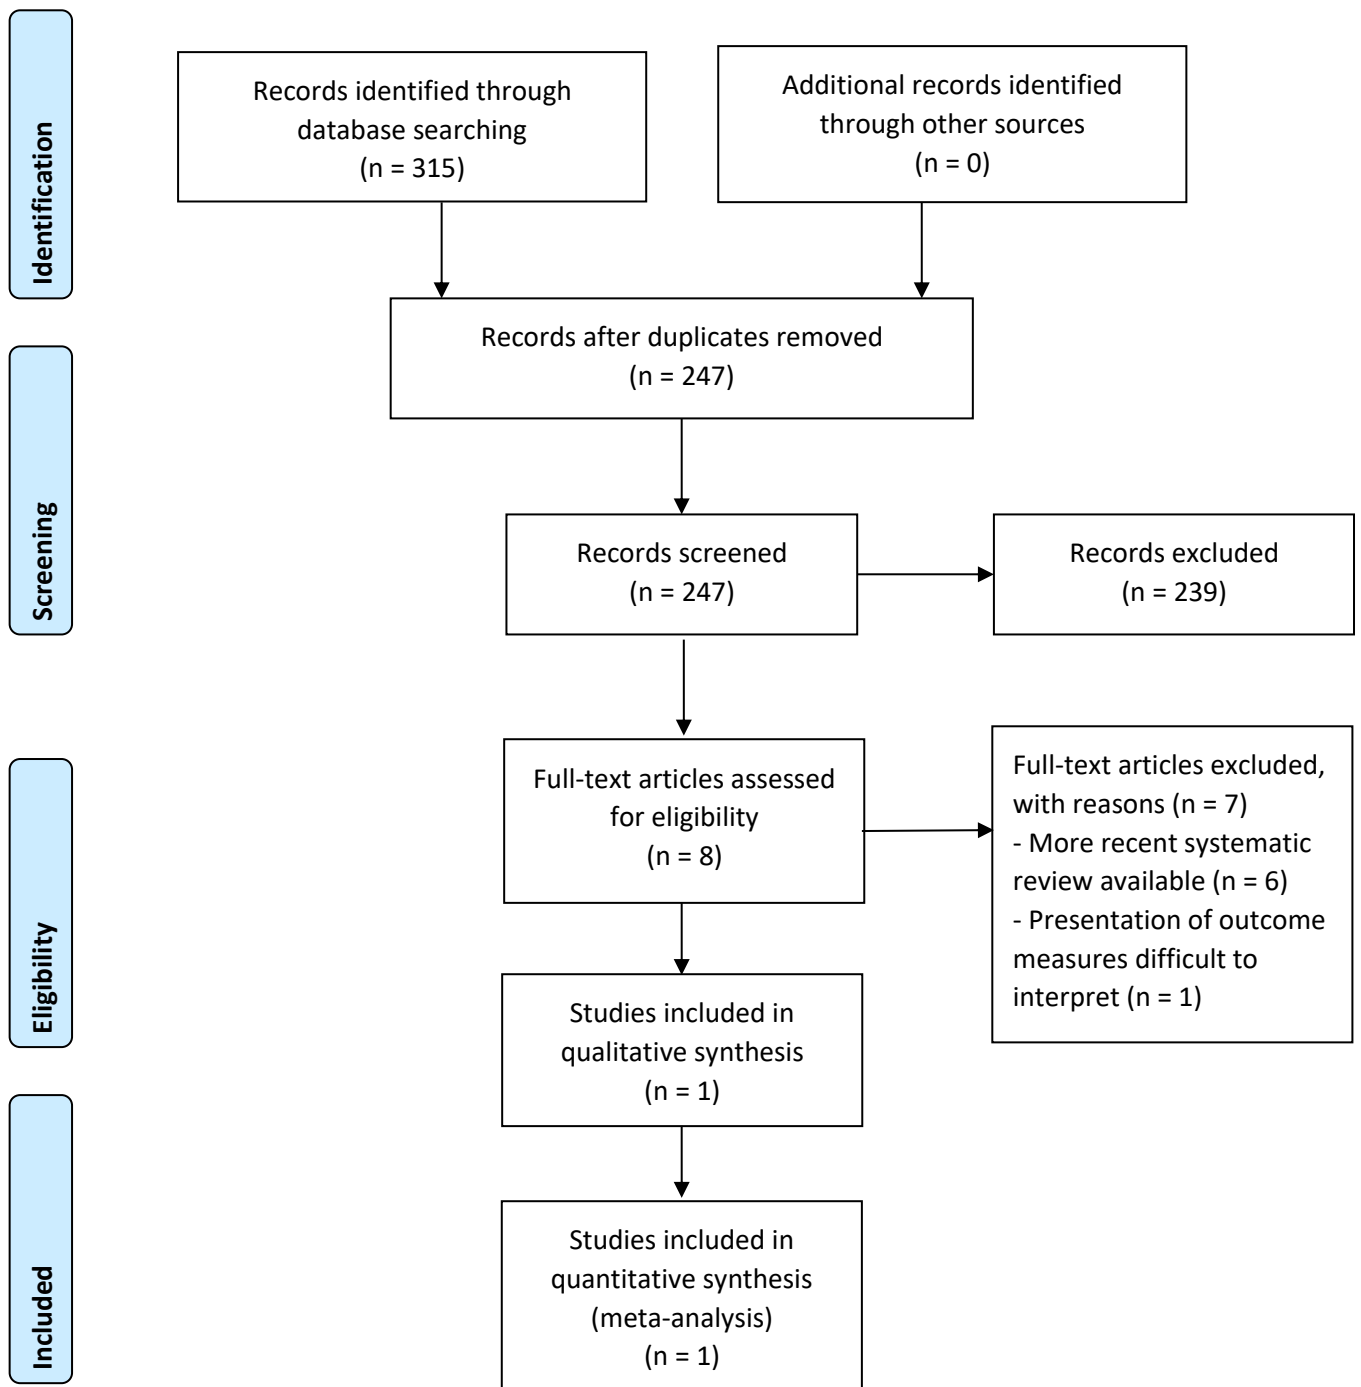 Identification
Records identified through
database searching
(n = 315)
Additional records identified
through other sources
(n = 0)
Records after duplicates removed
(n = 247)
Screening
Records screened
(n = 247)
Records excluded
(n = 239)
Eligibility
Full-text articles assessed
for eligibility
(n = 8)
Full-text articles excluded,
with reasons (n = 7)
- More recent systematic
review available (n = 6)
- Presentation of outcome
measures difficult to
interpret (n = 1)
Studies included in
qualitative synthesis
(n = 1)
Included
Studies included in
quantitative synthesis
(meta-analysis)
(n = 1)